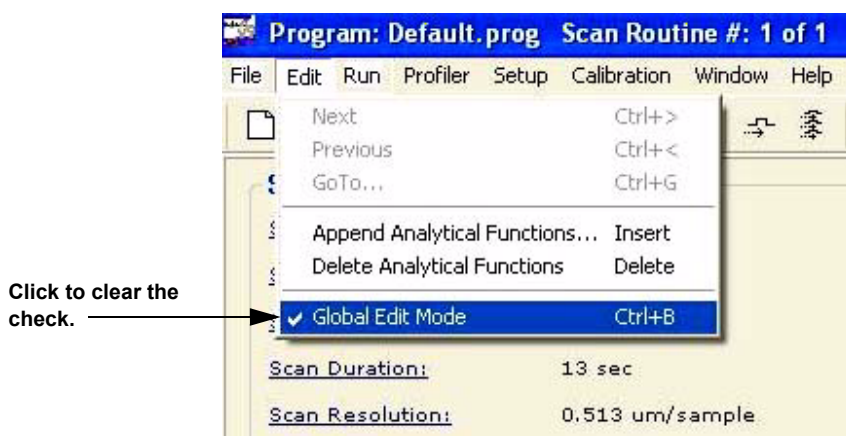 Program: Default.prog Scan Routine #: 1 of 1
File Edit Run Profiler Setup Calibration Window Help
Next Ctrl+>
Previous Ctrl+<
GoTo... Ctrl+G
Append Analytical Functions... Insert
Delete Analytical Functions Delete
Click to clear the
check.
Global Edit Mode Ctrl+B
Scan Duration: 13 sec
Scan Resolution: 0.513 um/sample